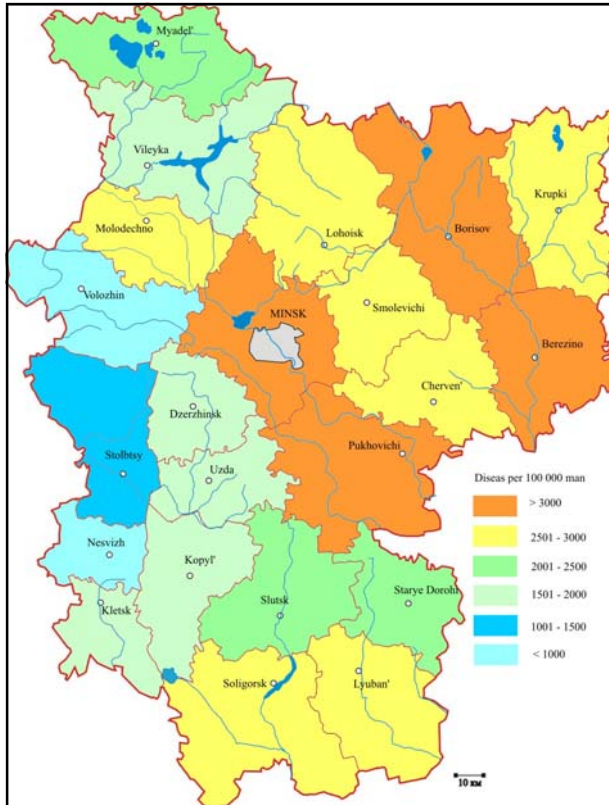 Myadel'
Vileyka
Krupki
Molodechno
Lohoisk
Borisov
Volozhin
MINSK
Smolevichi
Berezino
Cherven'
Dzerzhinsk
Pukhovichi
Stolbtsy
Uzda
Diseas per 100 000 man
> 3000
2501 - 3000
2001 - 2500
1501 - 2000
1001 - 1500
< 1000
Nesvizh
Kopyl'
Kletsk
Slutsk
Starye Dorohi
Soligorsk
Lyuban'
10 км